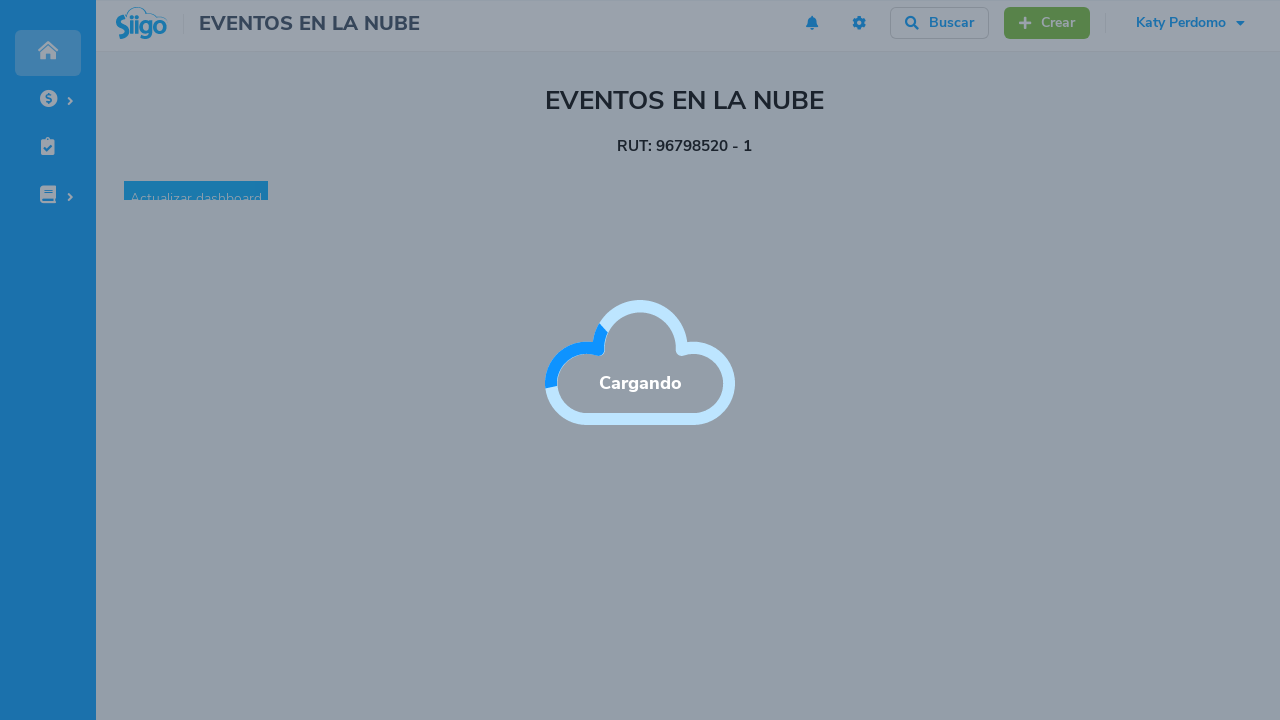 Siigo
EVENTOS EN LA NUBE
Buscar
Crear
Katy Perdomo
EVENTOS EN LA NUBE
RUT: 96798520 - 1
Actualizar dashboard
Cargando